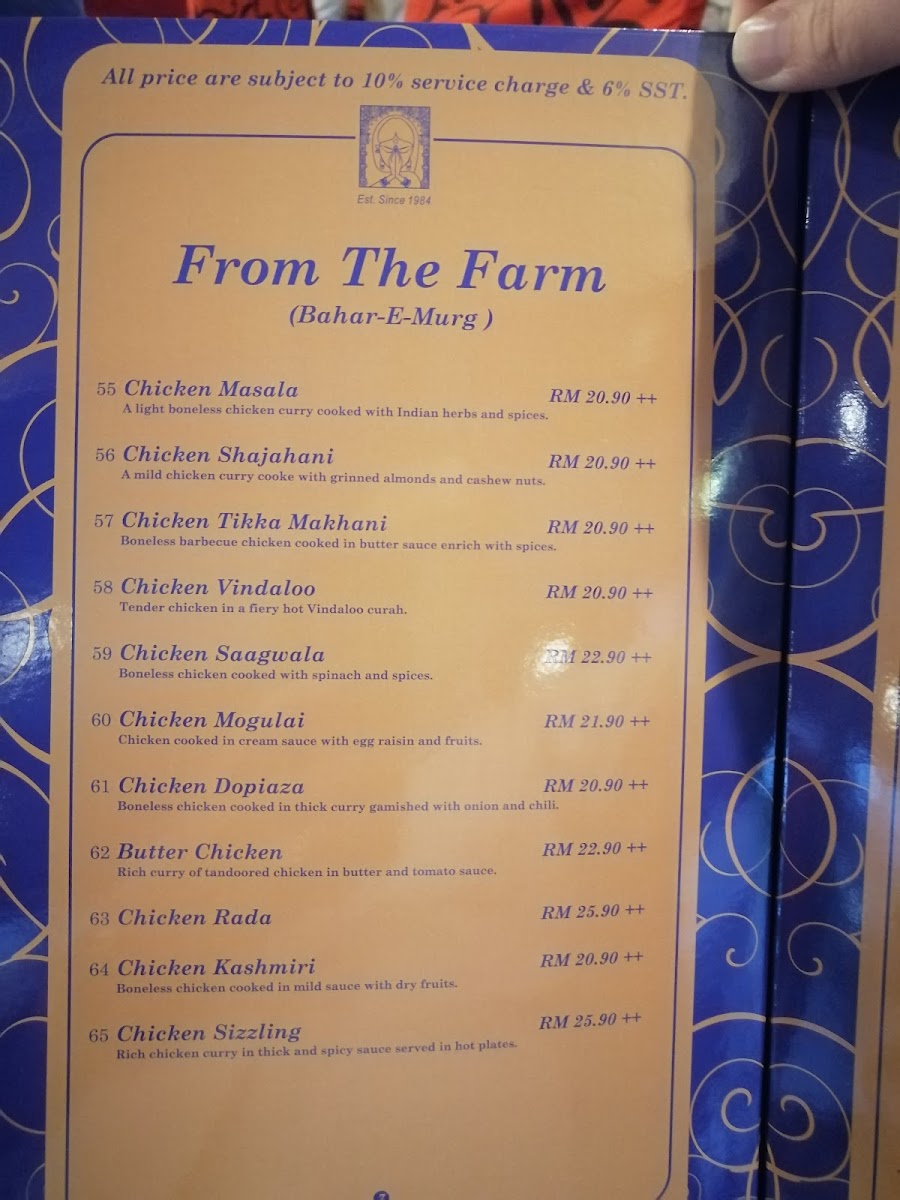 All price are subject to 10% service charge & 6% SST.
Est. Since 1984
From The Farm
(Bahar-E-Murg )
55 Chicken Masala RM 20.90 ++
A light boneless chicken curry cooked with Indian herbs and spices.
56 Chicken Shajahani RM 20.90 ++
A mild chicken curry cooke with grinned almonds and cashew nuts.
57 Chicken Tikka Makhani RM 20.90 ++
Boneless barbecue chicken cooked in butter sauce enrich with spices.
58 Chicken Vindaloo RM 20.90 ++
Tender chicken in a fiery hot Vindaloo curah.
59 Chicken Saagwala RM 22.90 ++
Boneless chicken cooked with spinach and spices.
60 Chicken Mogulai RM 21.90 ++
Chicken cooked in cream sauce with egg raisin and fruits.
61 Chicken Dopiaza RM 20.90 ++
Boneless chicken cooked in thick curry gamished with onion and chili.
62 Butter Chicken RM 22.90 ++
Rich curry of tandoored chicken in butter and tomato sauce.
63 Chicken Rada RM 25.90 ++
64 Chicken Kashmiri RM 20.90 ++
Boneless chicken cooked in mild sauce with dry fruits.
65 Chicken Sizzling RM 25.90 ++
Rich chicken curry in thick and spicy sauce served in hot plates.